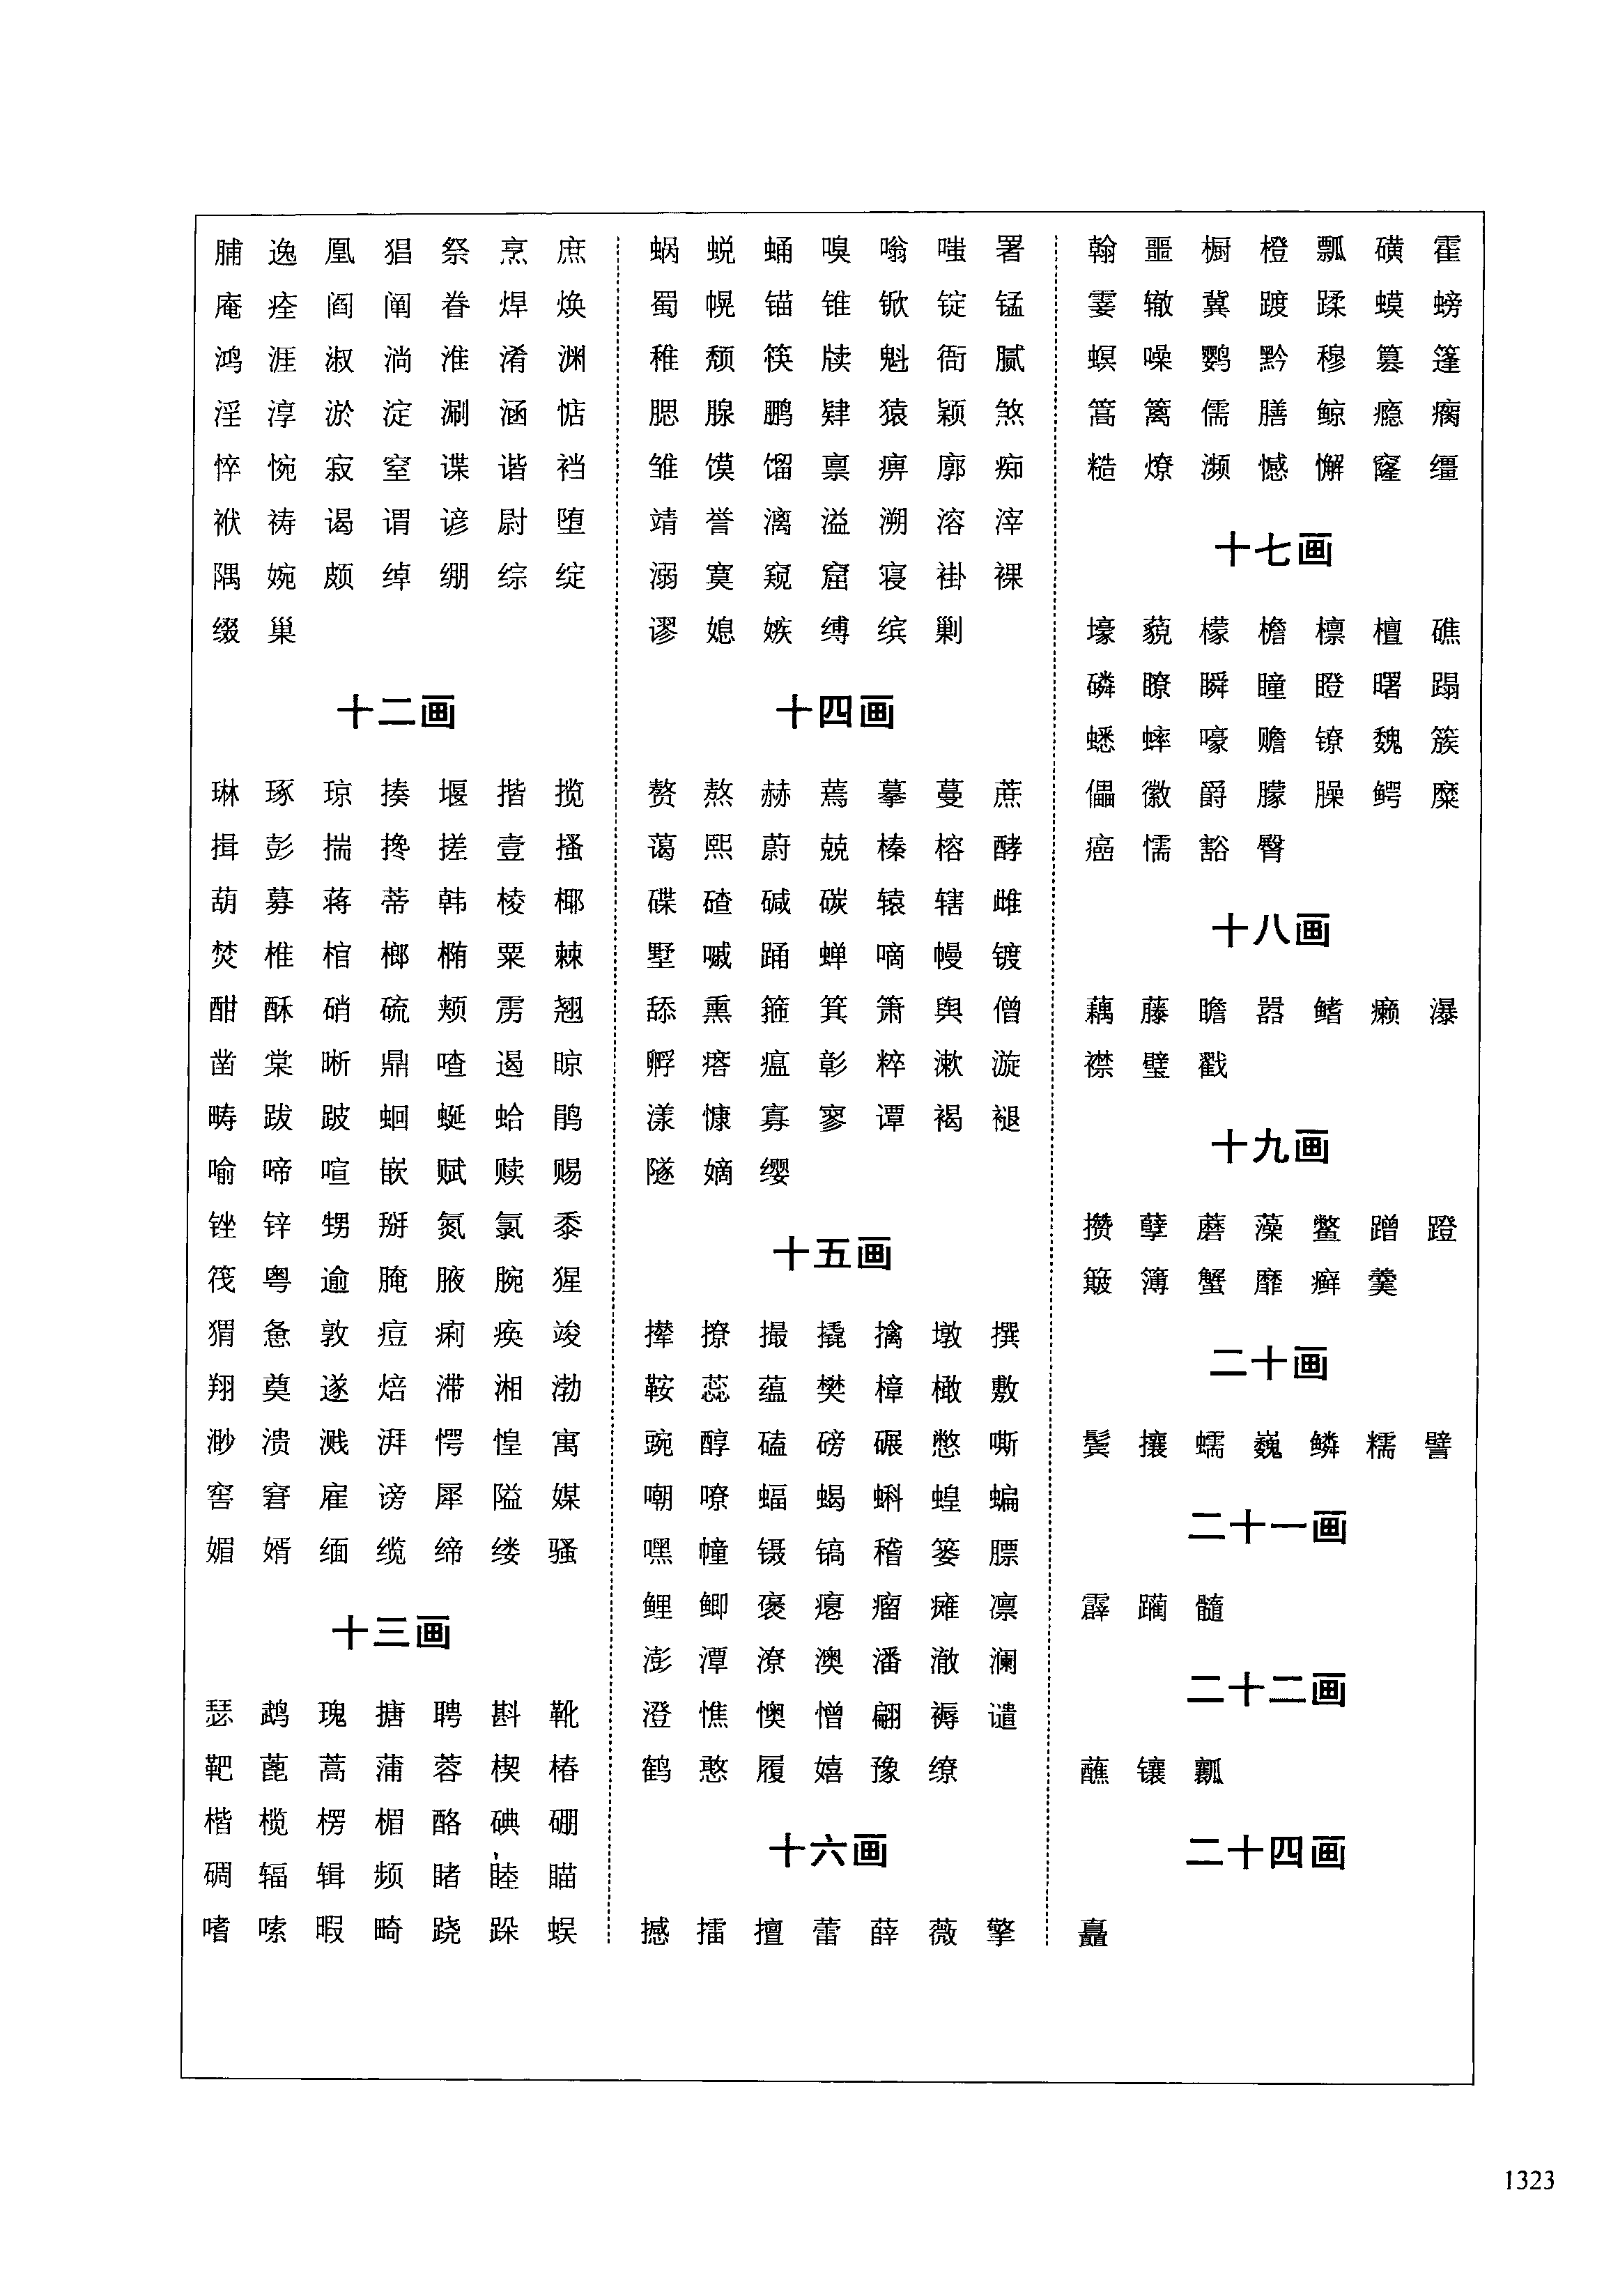 脯 逸 凰 猖 祭 烹 庶
庵 痊 阎 阐 眷 焊 焕
鸿 涯 淑 淌 淮 淆 渊
淫 淳 淤 淀 涮 涵 惦
悴 惋 寂 窒 谍 谐 裆
袱 祷 谒 谓 谚 尉 堕
隅 婉 颇 绰 绷 综 绽
缀 巢
十二画
琳 琢 琼 揍 堰 揩 揽
揖 彭 揣 搀 搓 壹 搔
葫 募 蒋 蒂 韩 棱 椰
焚 椎 棺 榔 椭 粟 棘
酣 酥 硝 硫 颊 雳 翘
凿 棠 晰 鼎 喳 遏 晾
畴 跋 跛 蛔 蜒 蛤 鹃
喻 啼 喧 嵌 赋 赎 赐
锉 锌 甥 掰 氮 氯 黍
筏 粤 逾 腌 腋 腕 猩
猬 惫 敦 痘 痢 痪 竣
翔 奠 遂 焙 滞 湘 渤
渺 溃 溅 湃 愕 惶 寓
窖 窘 雇 谤 犀 隘 媒
媚 婿 缅 缆 缔 缕 骚
十三画
瑟 鹉 瑰 搪 聘 斟 靴
靶 蓖 蒿 蒲 蓉 楔 椿
楷 榄 楞 楣 酪 碘 硼
碉 辐 辑 频 睹 睦 瞄
嗜 嗦 暇 畸 跷 跺 蜈
蜗 蜕 蛹 嗅 嗡 嗤 署
蜀 幌 锚 锥 锨 锭 锰
稚 颓 筷 牍 魁 衙 腻
腮 腺 鹏 肄 猿 颖 煞
雏 馍 馏 禀 痹 廓 痴
靖 誉 漓 溢 溯 溶 滓
溺 寞 窥 窟 寝 褂 裸
谬 媳 嫉 缚 缤 剿
十四画
赘 熬 赫 蔫 摹 蔓 蔗
蔼 熙 蔚 兢 榛 榕 酵
碟 碴 碱 碳 辕 辖 雌
墅 嘁 踊 蝉 嘀 幔 镀
舔 熏 箍 箕 箫 舆 僧
孵 瘩 瘟 彰 粹 漱 漩
漾 慷 寡 寥 谭 褐 褪
隧 嫡 缨
十五画
撵 撩 撮 撬 擒 墩 撰
鞍 蕊 蕴 樊 樟 橄 敷
豌 醇 磕 磅 碾 憋 嘶
嘲 嘹 蝠 蝎 蝌 蝗 蝙
嘿 幢 镊 镐 稽 篓 膘
鲤 鲫 褒 瘪 瘤 瘫 凛
澎 潭 潦 澳 潘 澈 澜
澄 憔 懊 憎 翩 褥 谴
鹤 憨 履 嬉 豫 缭
十六画
撼 擂 擅 蕾 薛 薇 擎
翰 噩 橱 橙 瓢 磺 霍
霎 辙 冀 踱 蹂 蟆 螃
螟 噪 鹦 黔 穆 篡 篷
篙 篱 儒 膳 鲸 瘾 瘸
糙 燎 濒 憾 懈 窿 缰
十七画
壕 藐 檬 檐 檩 檀 礁
磷 瞭 瞬 瞳 瞪 曙 蹋
蟋 蟀 嚎 赡 镣 魏 簇
儡 徽 爵 朦 臊 鳄 糜
癌 懦 豁 臀
十八画
藕 藤 瞻 嚣 鳍 癞 瀑
襟 璧 戳
十九画
攒 孽 蘑 藻 鳖 蹭 蹬
簸 簿 蟹 靡 癣 羹
二十画
鬓 攘 蠕 巍 鳞 糯 譬
二十一画
霹 躏 髓
二十二画
蘸 镶 瓤
二十四画
矗
1323